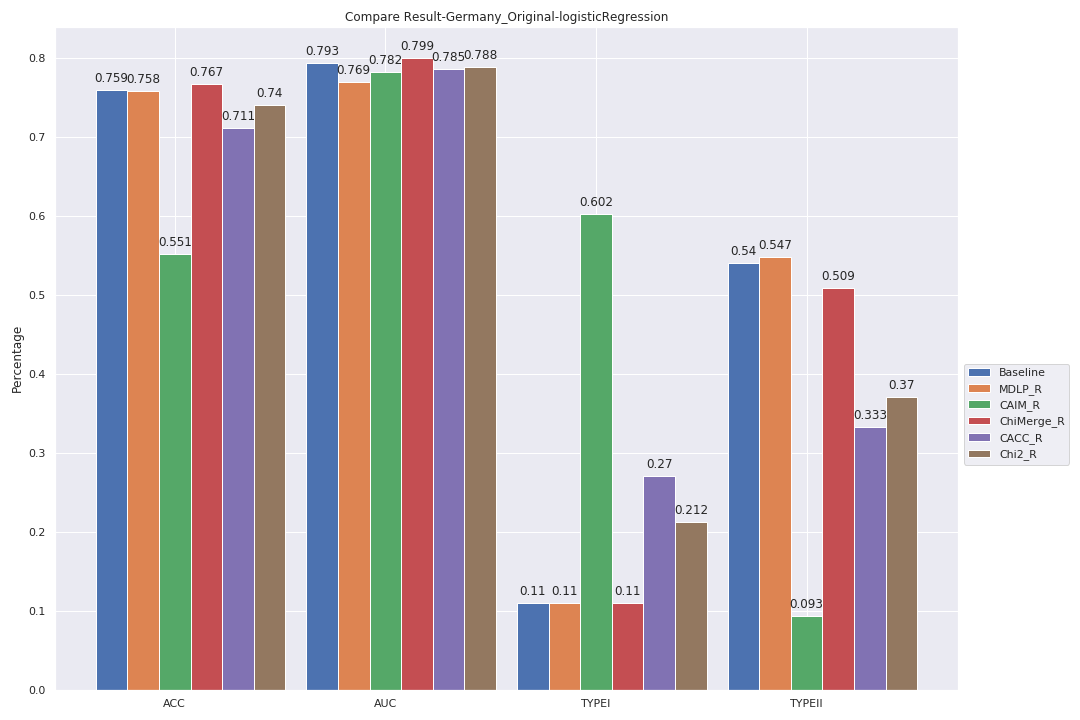 Compare Result-Germany_Original-logisticRegression
Percentage
0.8
0.7
0.6
0.5
0.4
0.3
0.2
0.1
0.0
0.759
0.758
0.551
0.767
0.711
0.74
0.793
0.769
0.782
0.799
0.785
0.788
0.11
0.11
0.602
0.11
0.27
0.212
0.54
0.547
0.093
0.509
0.333
0.37
ACC
AUC
TYPEI
TYPEII
Baseline
MDLP_R
CAIM_R
ChiMerge_R
CACC_R
Chi2_R